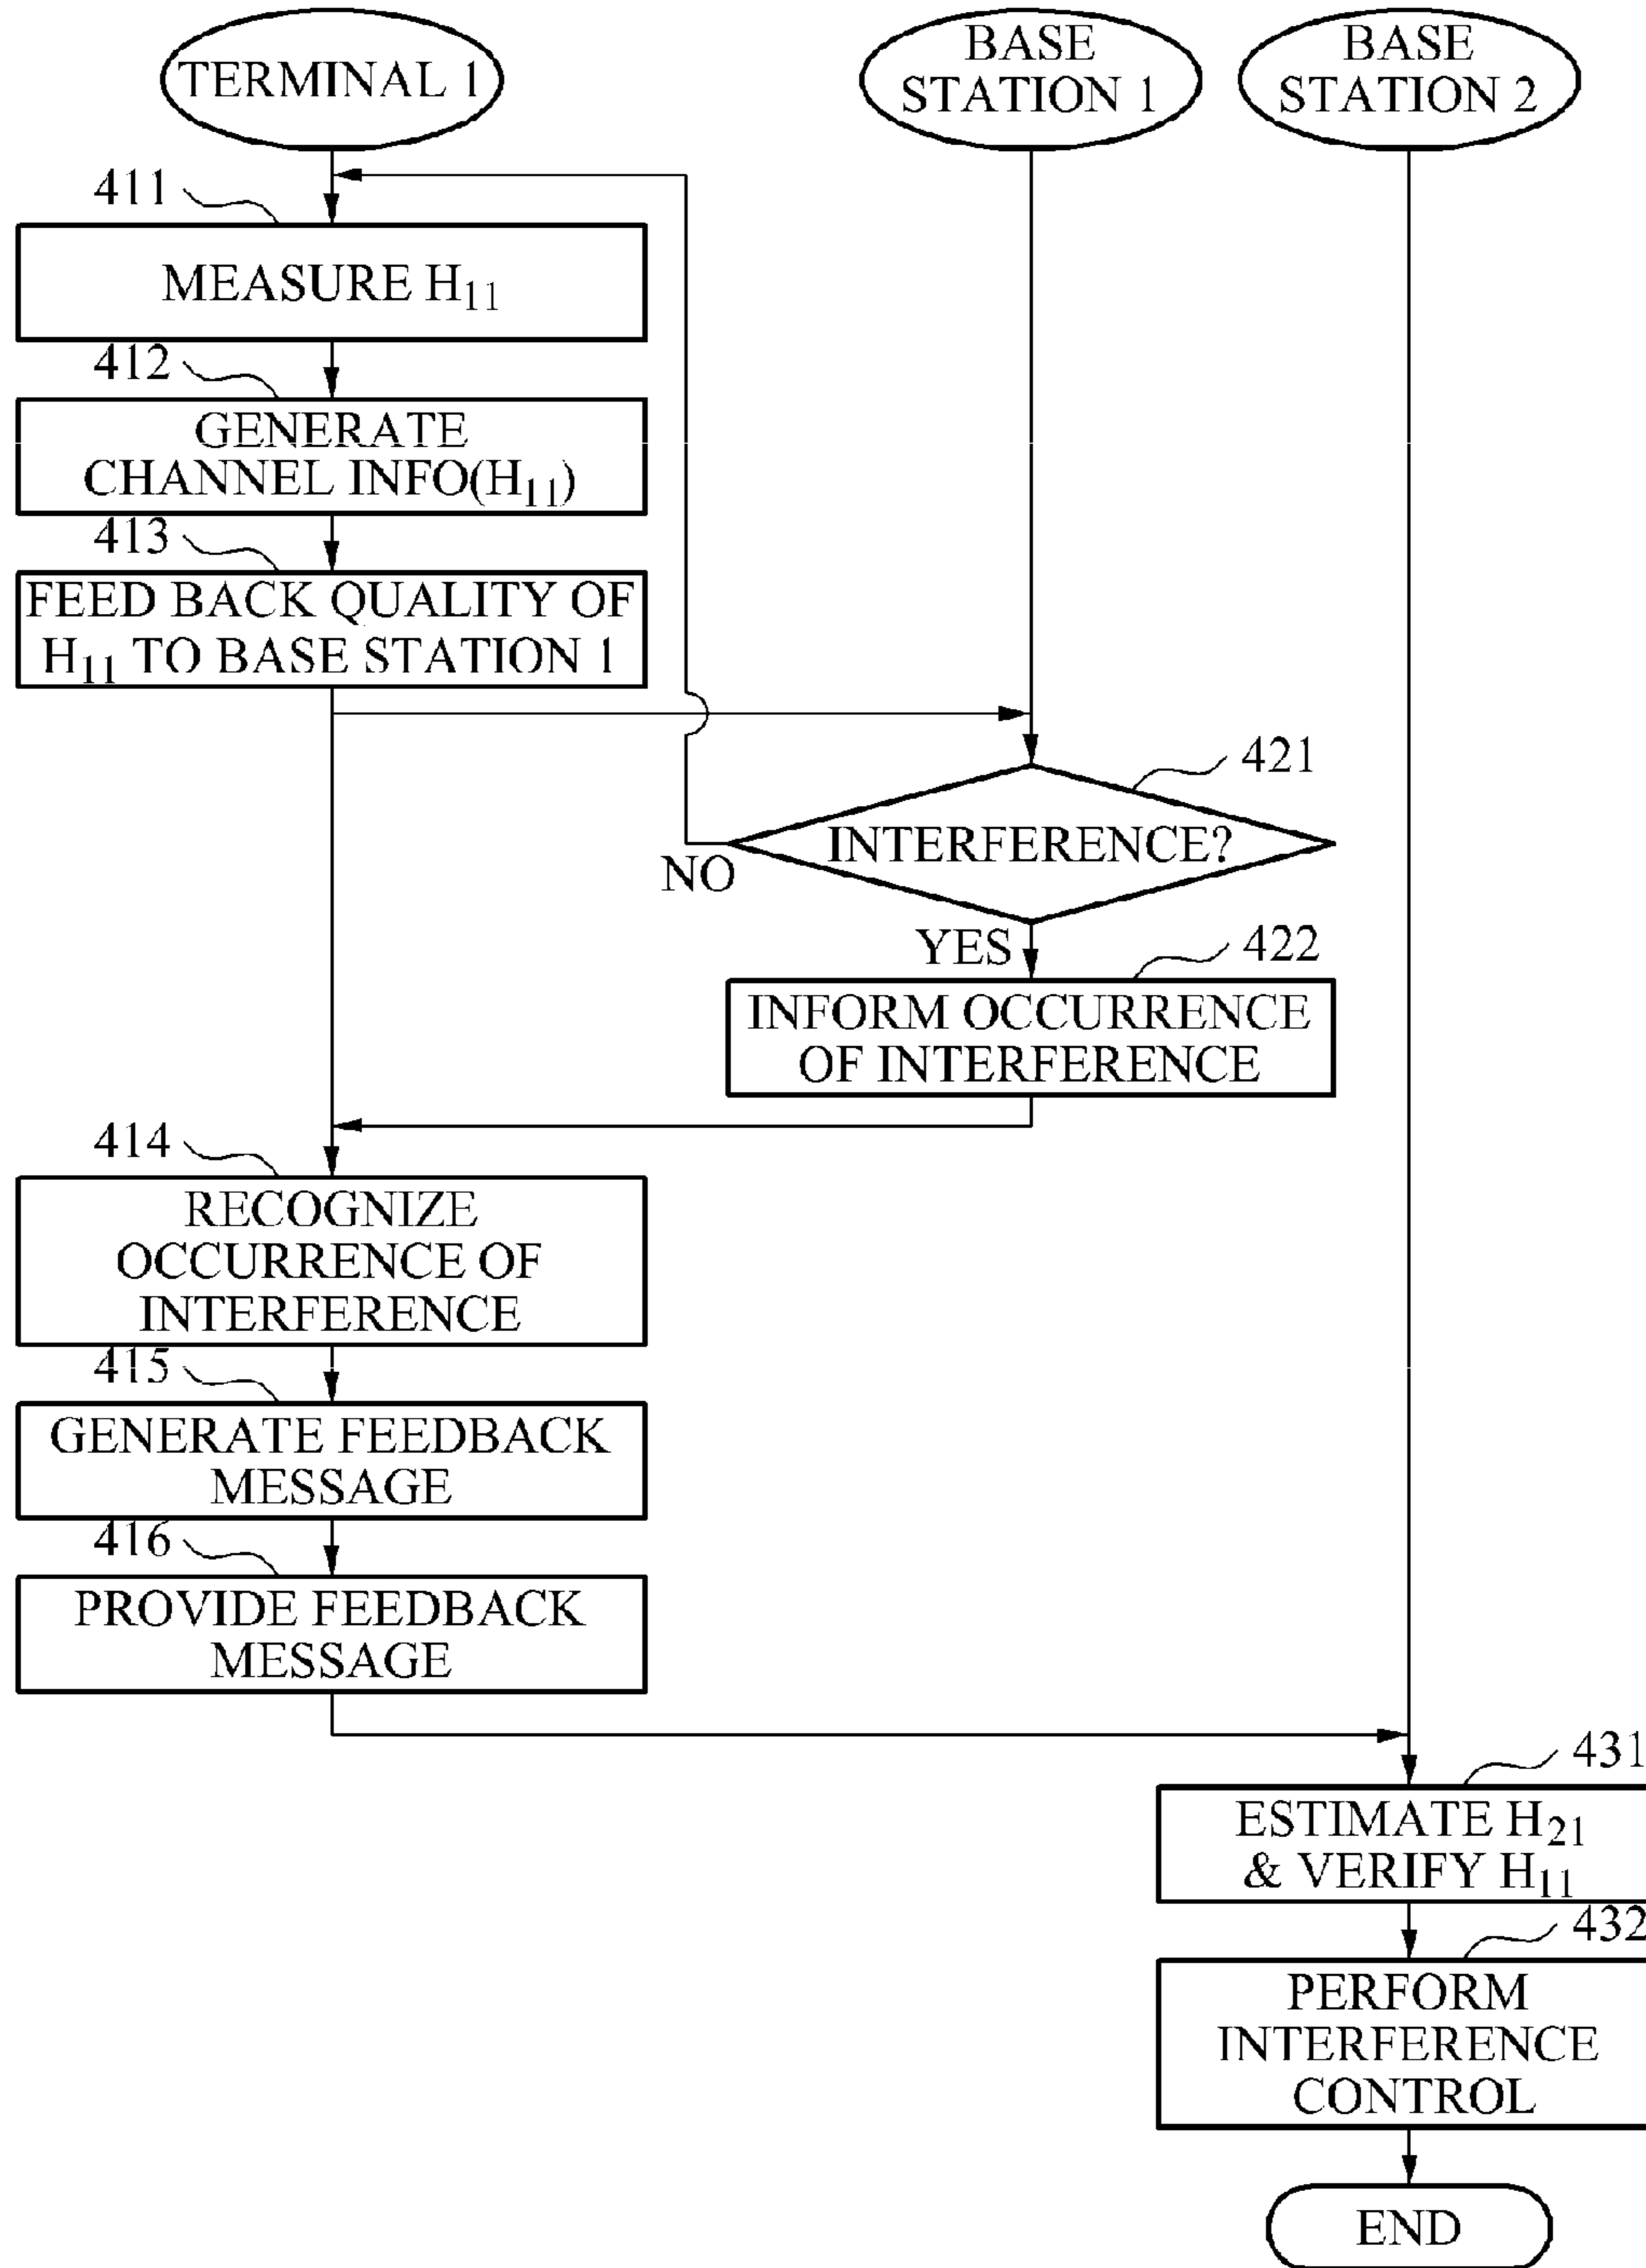 TERMINAL 1
BASE
STATION 1
BASE
STATION 2
411
MEASURE H₁₁
412
GENERATE
CHANNEL INFO(H₁₁)
413
FEED BACK QUALITY OF
H₁₁ TO BASE STATION 1
421
INTERFERENCE?
NO
YES
422
INFORM OCCURRENCE
OF INTERFERENCE
414
RECOGNIZE
OCCURRENCE OF
INTERFERENCE
415
GENERATE FEEDBACK
MESSAGE
416
PROVIDE FEEDBACK
MESSAGE
431
ESTIMATE H₂₁
& VERIFY H₁₁
432
PERFORM
INTERFERENCE
CONTROL
END